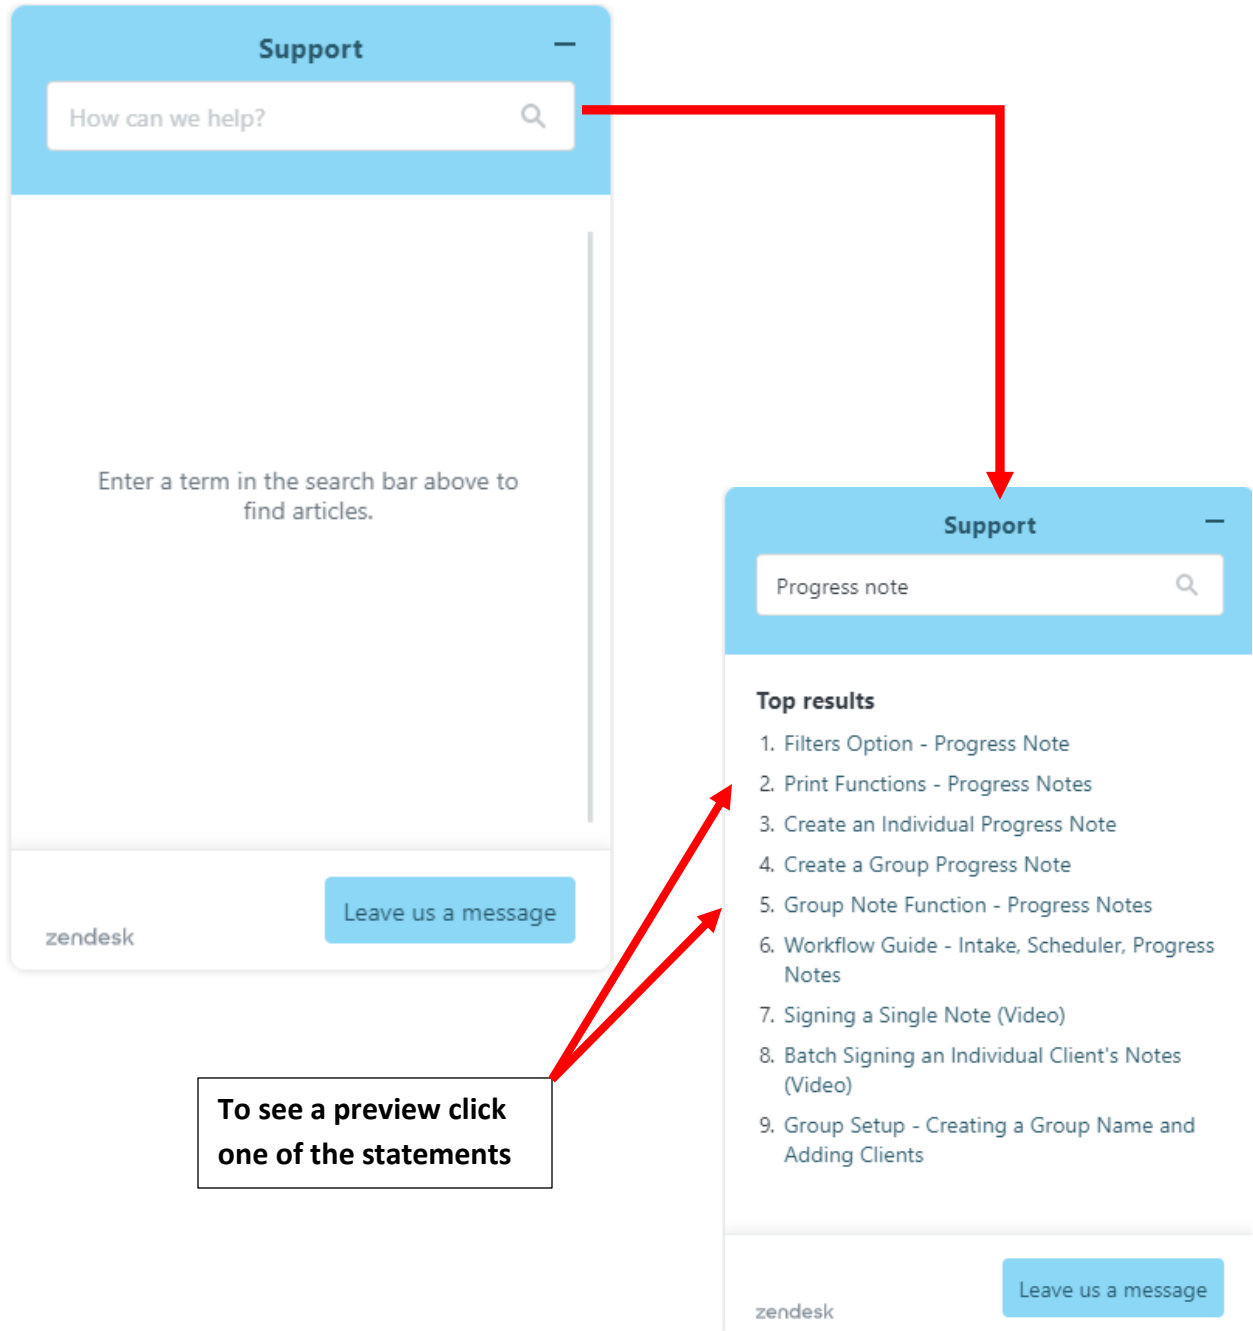 Support
How can we help?
Enter a term in the search bar above to
find articles.
Leave us a message
zendesk
Support
Progress note
Top results
1. Filters Option - Progress Note
2. Print Functions - Progress Notes
3. Create an Individual Progress Note
4. Create a Group Progress Note
5. Group Note Function - Progress Notes
6. Workflow Guide - Intake, Scheduler, Progress
Notes
7. Signing a Single Note (Video)
8. Batch Signing an Individual Client's Notes
(Video)
9. Group Setup - Creating a Group Name and
Adding Clients
To see a preview click
one of the statements
Leave us a message
zendesk